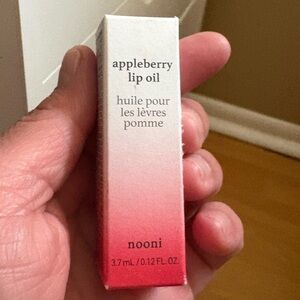 appleberry
lip oil
huile pour
les lèvres
pomme
nooni
3.7 mL / 0.12 FL. OZ.